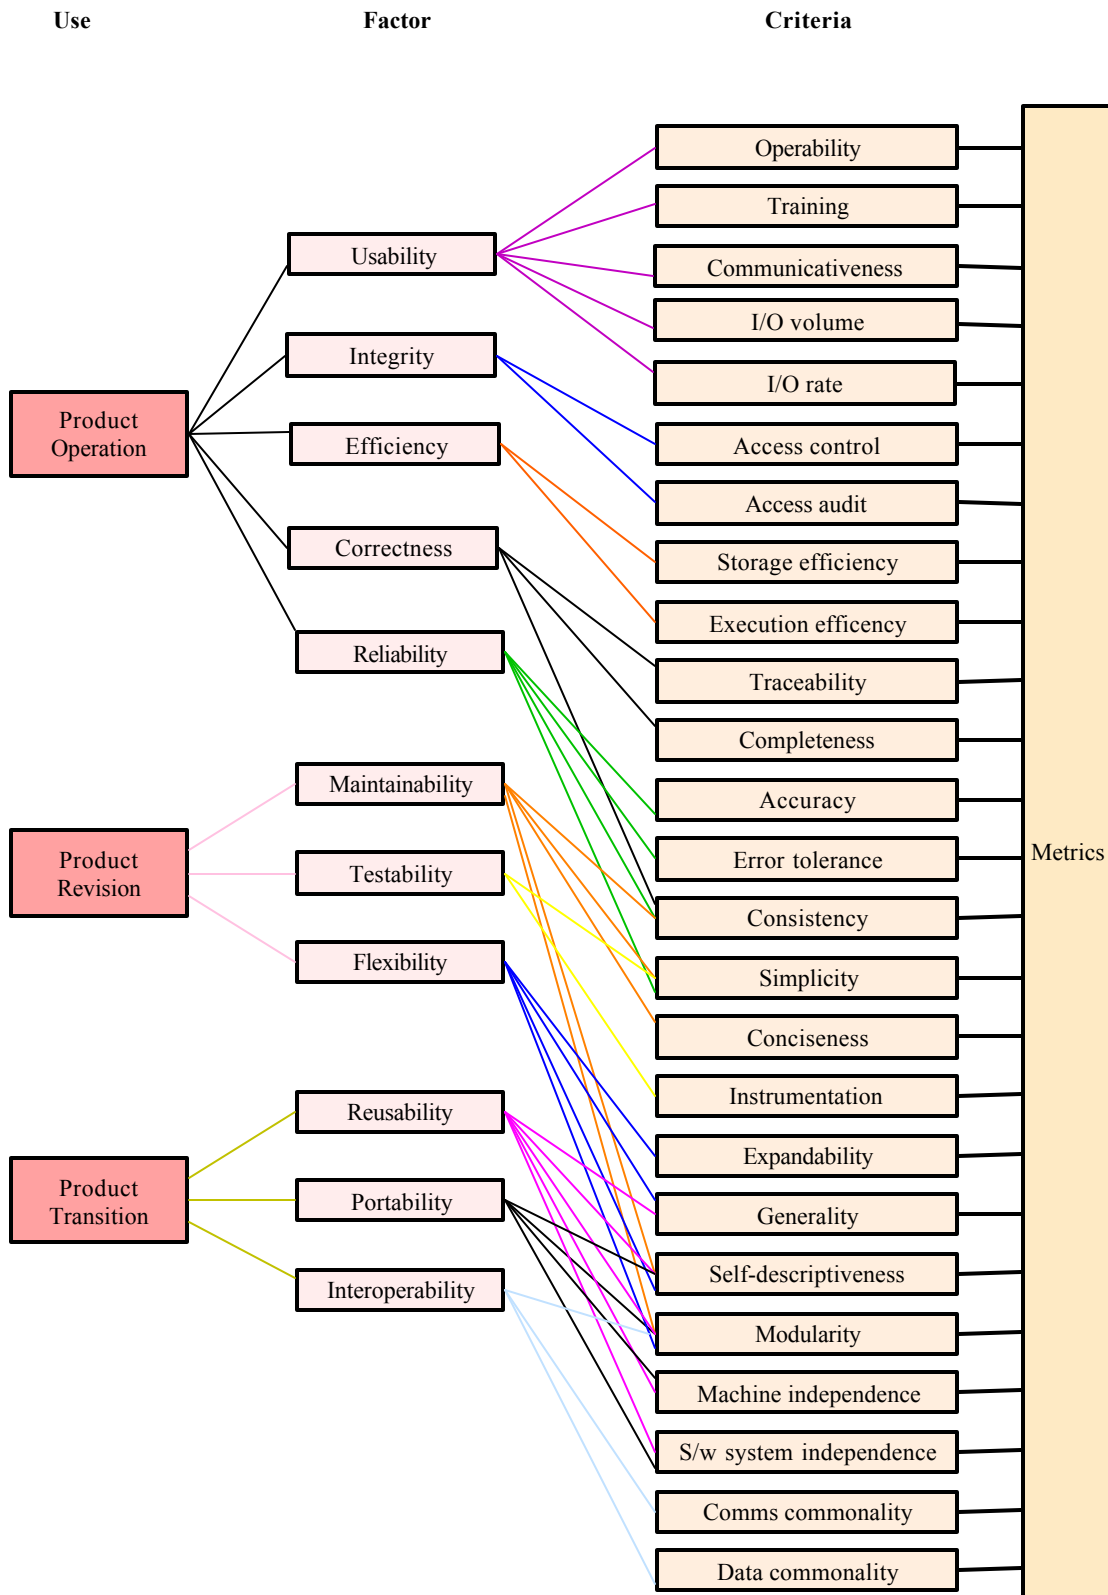 Use
Factor
Criteria
Operability
Training
Usability
Communicativeness
I/O volume
Integrity
I/O rate
Product
Operation
Efficiency
Access control
Access audit
Correctness
Storage efficiency
Execution efficency
Reliability
Traceability
Completeness
Maintainability
Accuracy
Product
Revision
Testability
Error tolerance
Metrics
Consistency
Flexibility
Simplicity
Conciseness
Instrumentation
Reusability
Expandability
Product
Transition
Portability
Generality
Self-descriptiveness
Interoperability
Modularity
Machine independence
S/w system independence
Comms commonality
Data commonality